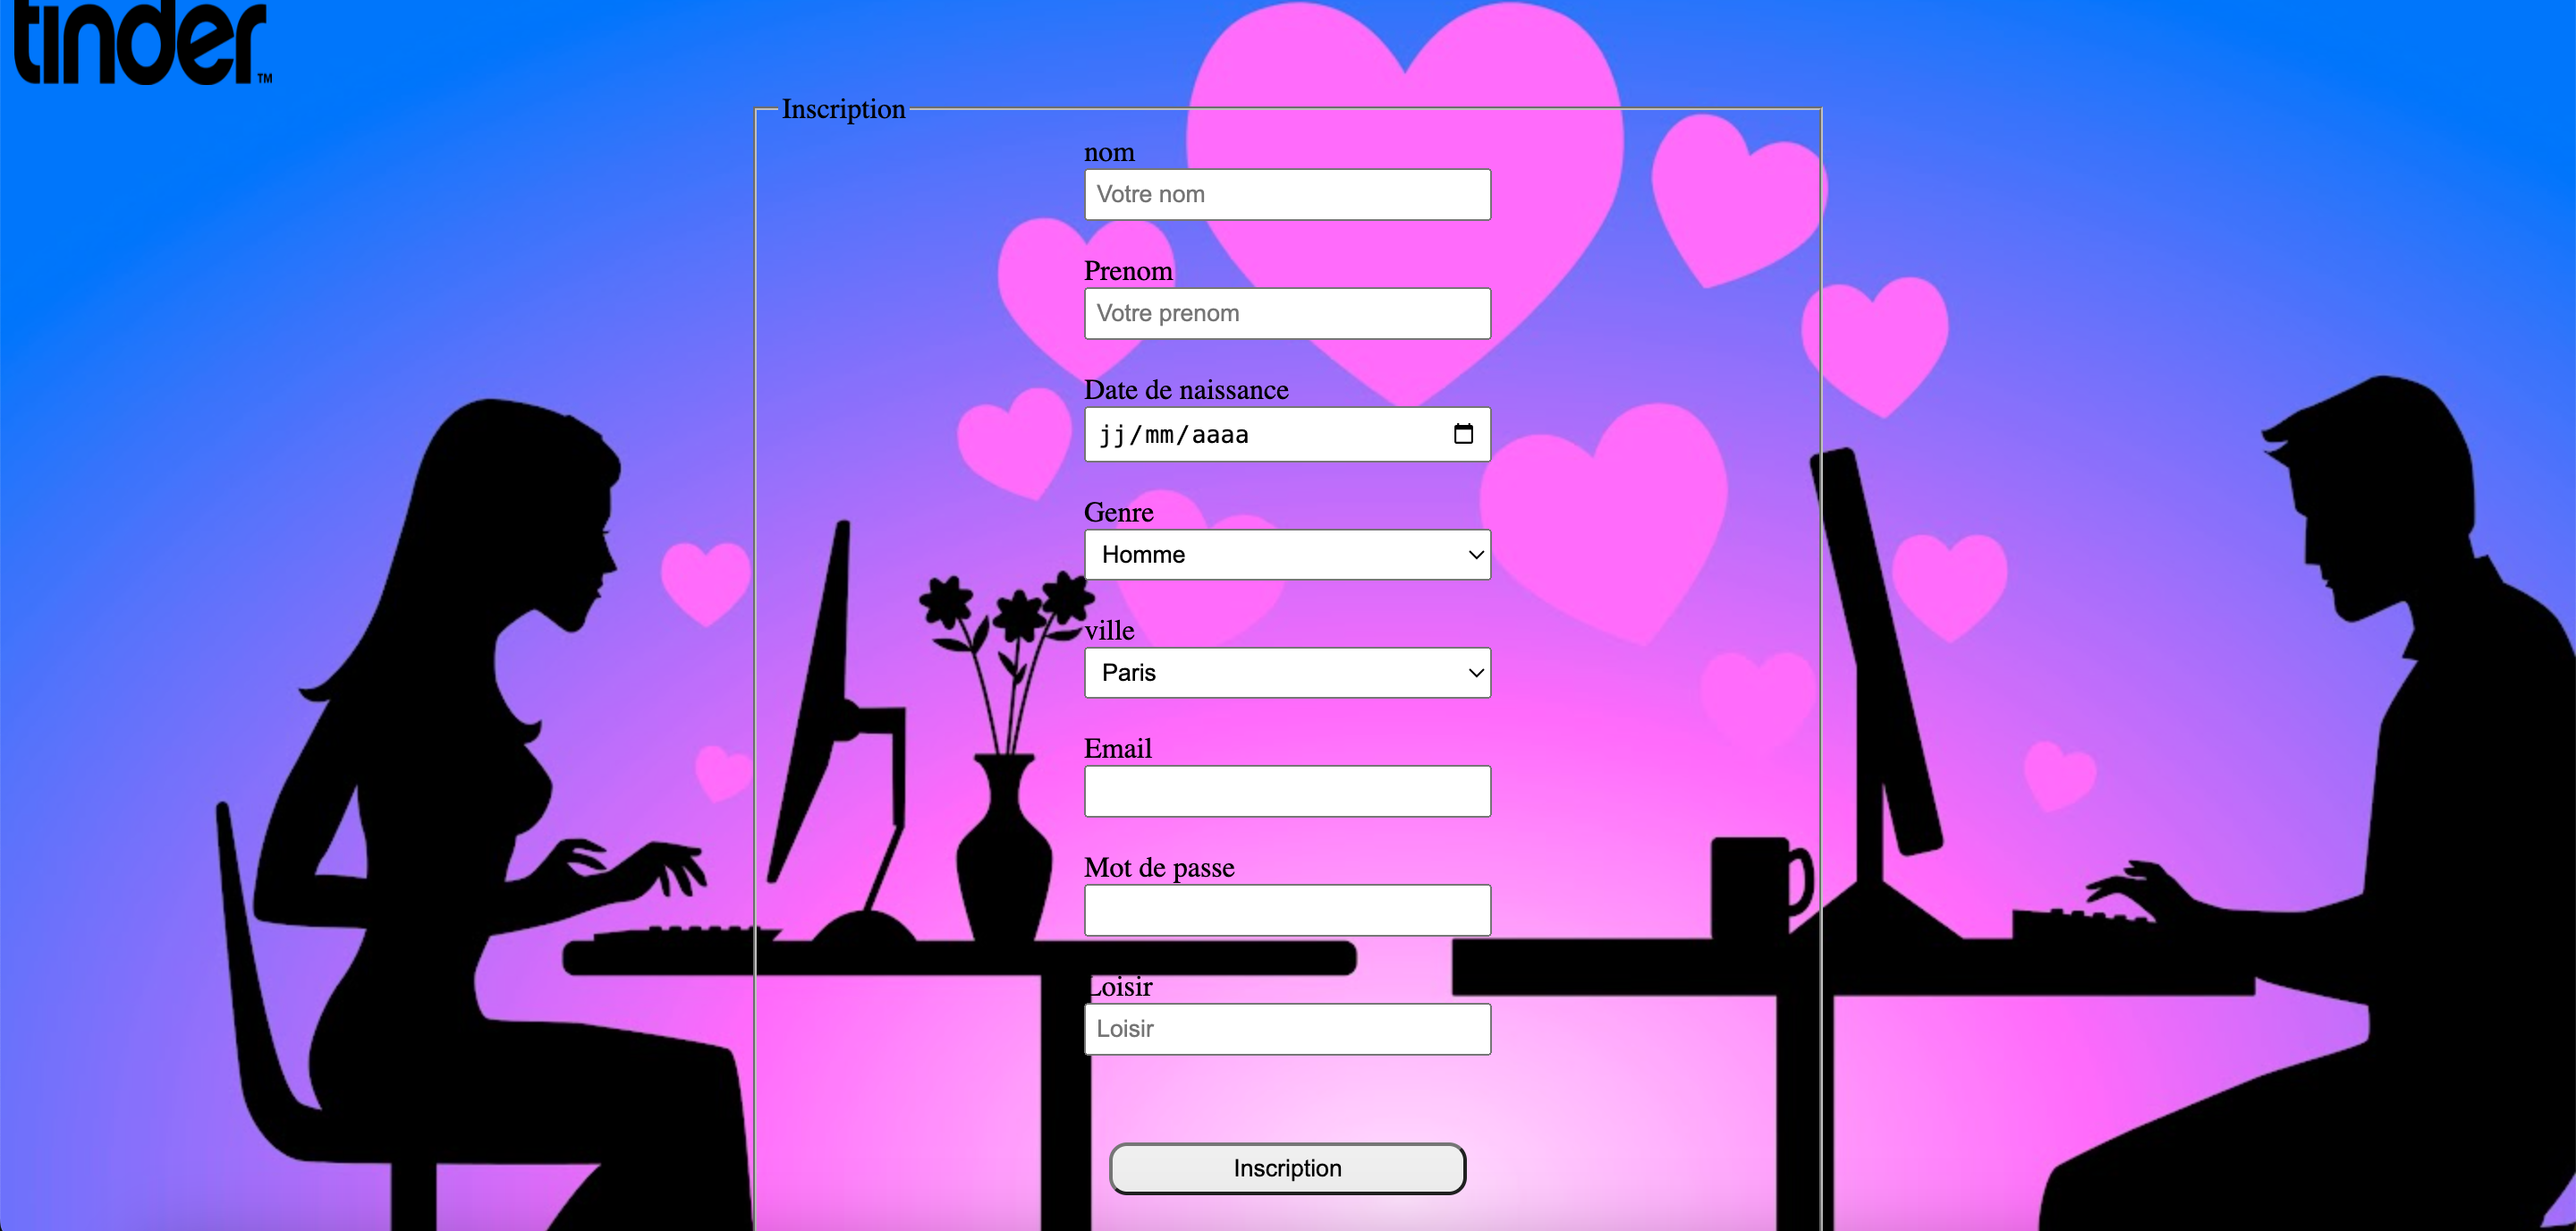 tinder™
Inscription
nom
Votre nom
Prenom
Votre prenom
Date de naissance
jj/mm/aaaa
Genre
Homme
ville
Paris
Email
Mot de passe
Loisir
Loisir
Inscription